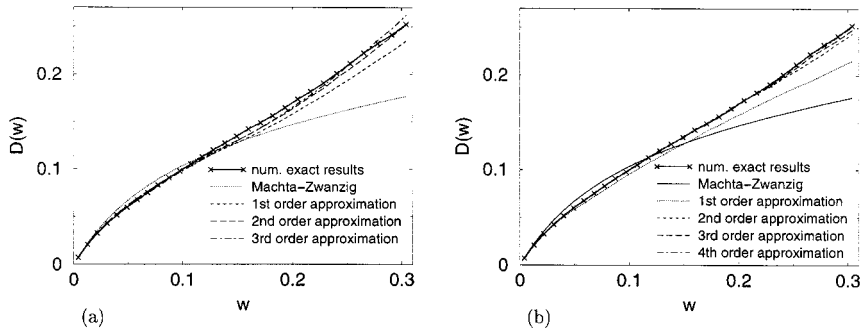 0.2
0.1
0
D(w)
num. exact results
Machta-Zwanzig
1st order approximation
2nd order approximation
3rd order approximation
0 0.1 0.2 0.3
w
(a)
0.2
0.1
0
D(w)
num. exact results
Machta-Zwanzig
1st order approximation
2nd order approximation
3rd order approximation
4th order approximation
0 0.1 0.2 0.3
w
(b)